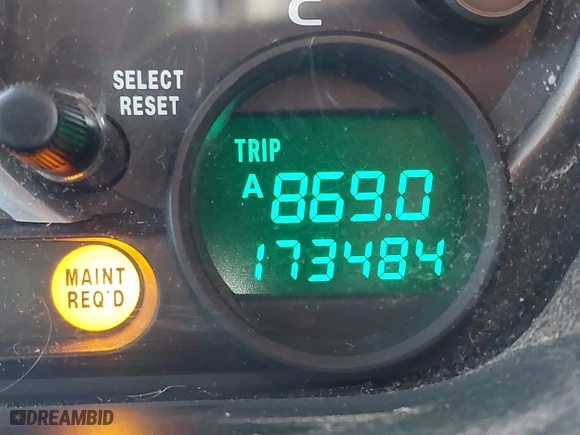 C
SELECT
RESET
TRIP
A 869.0
173484
MAINT
REQ'D
DREAMBID